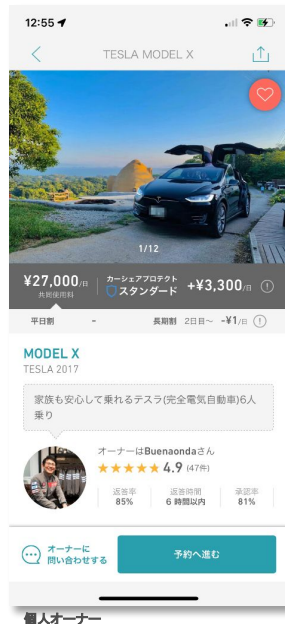 12:55
TESLA MODEL X
1/12
¥27,000/日
共同使用料
カーシェアプロテクト
スタンダード
+¥3,300/日
平日割 - 長期割 2日目〜 -¥1/日
MODEL X
TESLA 2017
家族も安心して乗れるテスラ(完全電気自動車)6人
乗り
オーナーはBuenaondaさん
★★★★★ 4.9 (47件)
返答率 返答時間 承認率
85% 6 時間以内 81%
オーナーに
問い合わせする
予約へ進む
個人オーナー